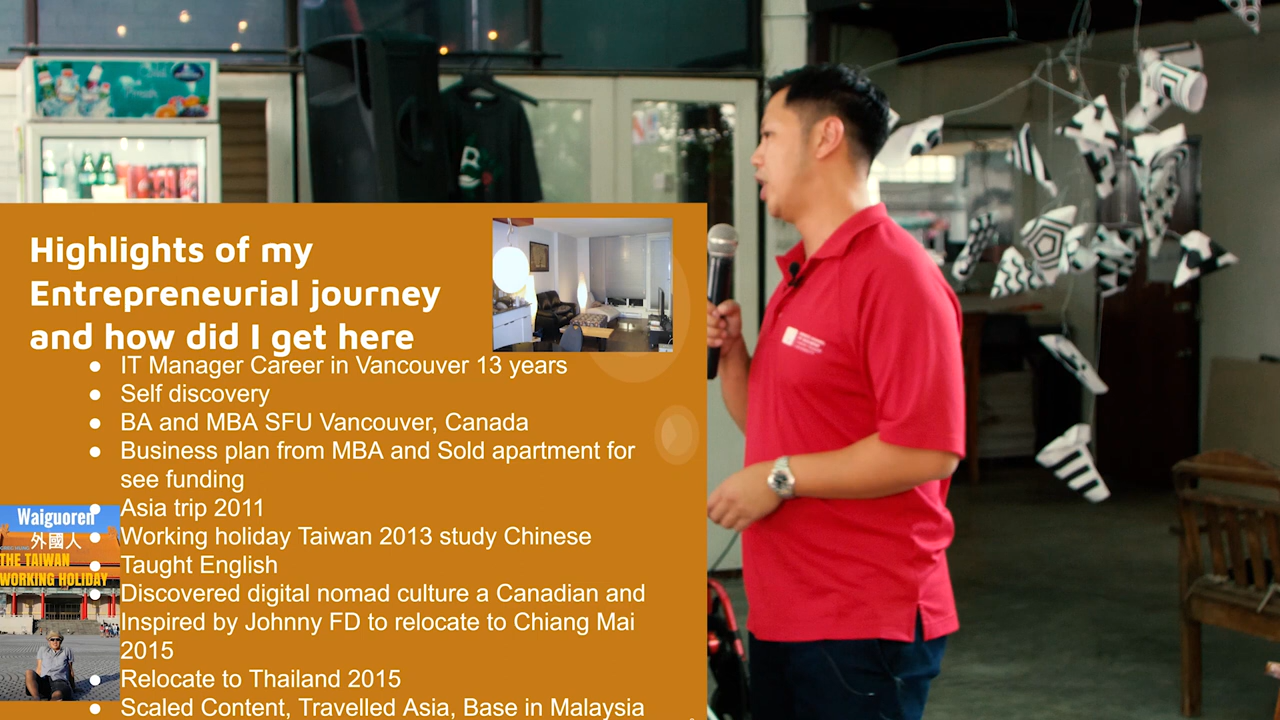 Highlights of my
Entrepreneurial journey
and how did I get here
● IT Manager Career in Vancouver 13 years
● Self discovery
● BA and MBA SFU Vancouver, Canada
● Business plan from MBA and Sold apartment for
see funding
● Asia trip 2011
● Working holiday Taiwan 2013 study Chinese
● Taught English
● Discovered digital nomad culture a Canadian and
Inspired by Johnny FD to relocate to Chiang Mai
2015
● Relocate to Thailand 2015
● Scaled Content, Travelled Asia, Base in Malaysia
Waiguoren
外國人
THE TAIWAN
WORKING HOLIDAY